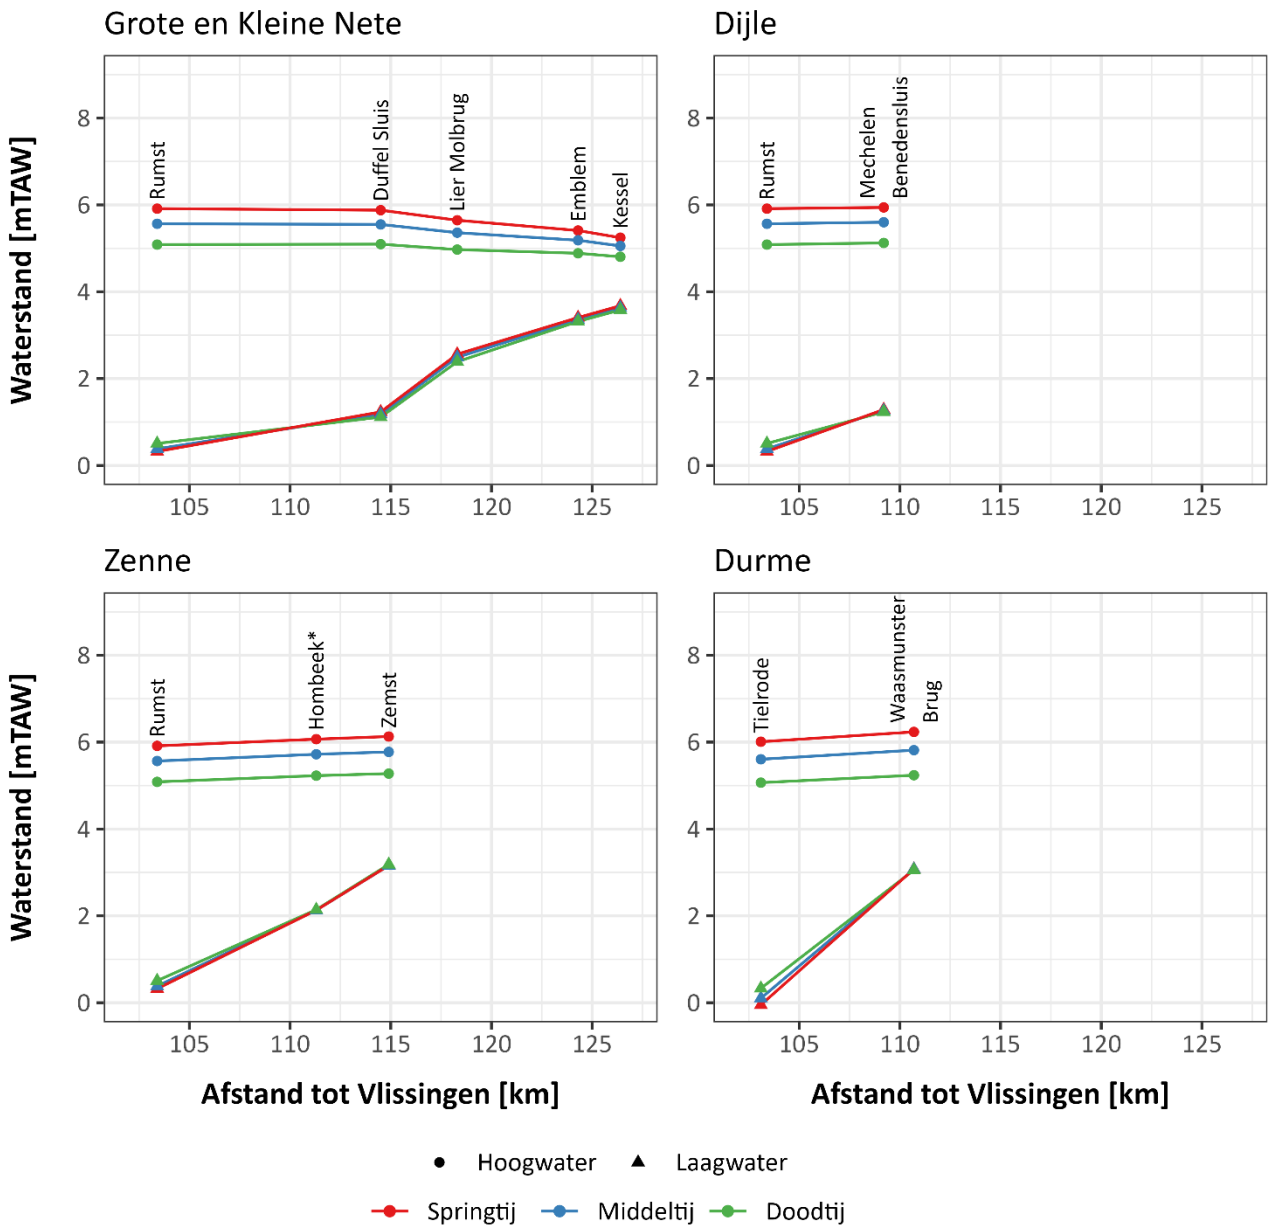 Grote en Kleine Nete
Dijle
Waterstand [mTAW]
8
6
4
2
0
Rumst
Duffel Sluis
Lier Molbrug
Emblem
Kessel
105 110 115 120 125
8
6
4
2
0
Rumst
Mechelen
Benedensluis
105 110 115 120 125
Zenne
Durme
Waterstand [mTAW]
8
6
4
2
0
Rumst
Hombeek*
Zemst
105 110 115 120 125
Afstand tot Vlissingen [km]
8
6
4
2
0
Tielrode
Waasmunster
Brug
105 110 115 120 125
Afstand tot Vlissingen [km]
Hoogwater Laagwater
Springtij Middeltij Doodtij